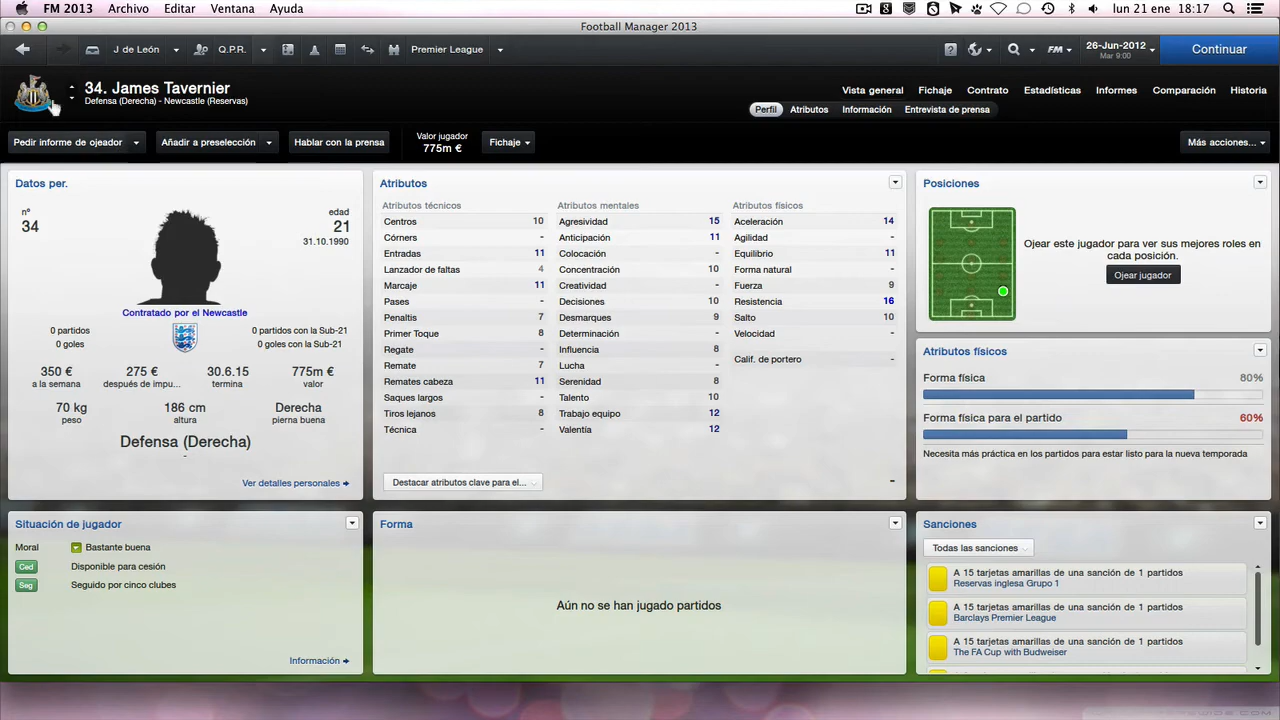 FM 2013 Archivo Editar Ventana Ayuda lun 21 ene 18:17
Football Manager 2013
J de León Q.P.R. Premier League FM 26-Jun-2012 Mar 9:00 Continuar
34. James Tavernier
Defensa (Derecha) - Newcastle (Reservas)
Vista general Fichaje Contrato Estadísticas Informes Comparación Historia
Perfil Atributos Información Entrevista de prensa
Pedir informe de ojeador Añadir a preselección Hablar con la prensa Valor jugador 775m € Fichaje Más acciones...
Datos per.
nº
34
edad
21
31.10.1990
Contratado por el Newcastle
0 partidos
0 goles
0 partidos con la Sub-21
0 goles con la Sub-21
350 € 275 € 30.6.15 775m €
a la semana después de impu... termina valor
70 kg 186 cm Derecha
peso altura pierna buena
Defensa (Derecha)
-
Ver detalles personales
Atributos
Atributos técnicos
Centros 10
Córners -
Entradas 11
Lanzador de faltas 4
Marcaje 11
Pases -
Penaltis 7
Primer Toque 8
Regate -
Remate 7
Remates cabeza 11
Saques largos -
Tiros lejanos 8
Técnica -
Atributos mentales
Agresividad 15
Anticipación 11
Colocación -
Concentración 10
Creatividad -
Decisiones 10
Desmarques 9
Determinación -
Influencia 8
Lucha -
Serenidad 8
Talento 10
Trabajo equipo 12
Valentía 12
Atributos físicos
Aceleración 14
Agilidad -
Equilibrio 11
Forma natural -
Fuerza 9
Resistencia 16
Salto 10
Velocidad -
Calif. de portero -
Destacar atributos clave para el... -
Posiciones
Ojear este jugador para ver sus mejores roles en
cada posición.
Ojear jugador
Atributos físicos
Forma física 80%
Forma física para el partido 60%
Necesita más práctica en los partidos para estar listo para la nueva temporada
Situación de jugador
Moral Bastante buena
Ced Disponible para cesión
Seg Seguido por cinco clubes
Información
Forma
Aún no se han jugado partidos
Sanciones
Todas las sanciones
A 15 tarjetas amarillas de una sanción de 1 partidos
Reservas inglesa Grupo 1
A 15 tarjetas amarillas de una sanción de 1 partidos
Barclays Premier League
A 15 tarjetas amarillas de una sanción de 1 partidos
The FA Cup with Budweiser